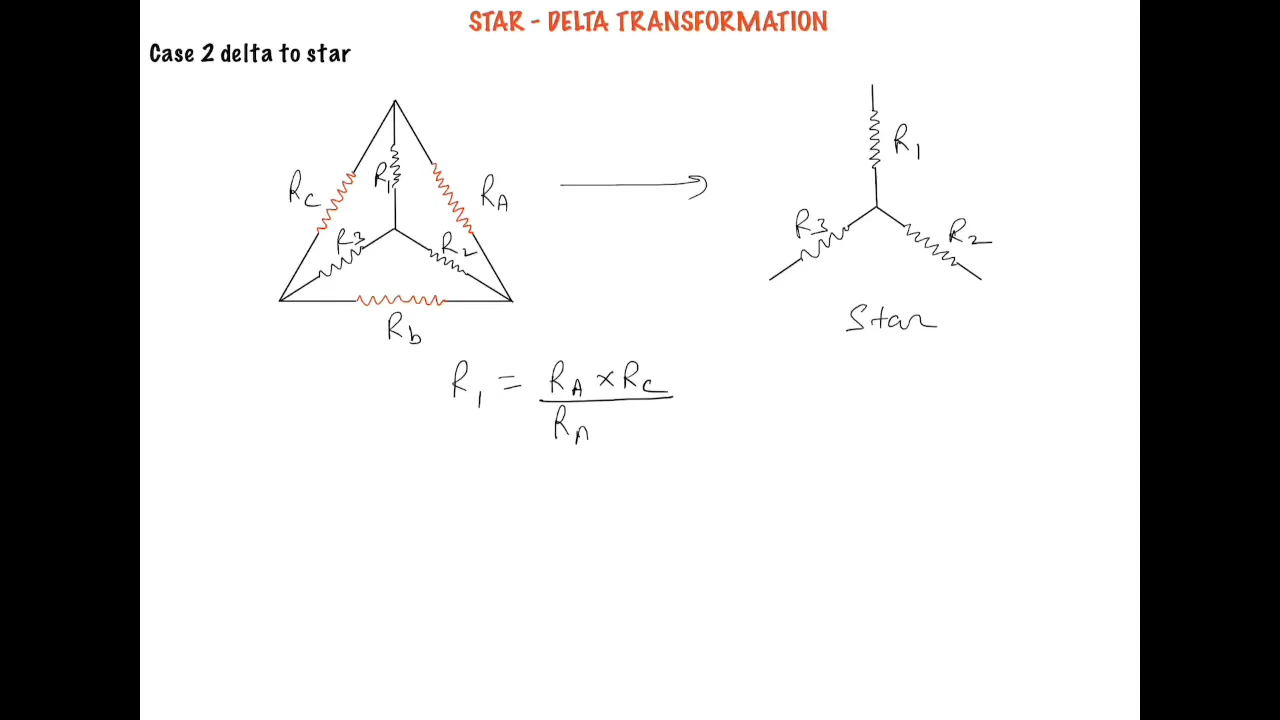 STAR - DELTA TRANSFORMATION
Case 2 delta to star
R1
RC
R1
RA
R3
R2
R3
R2
Rb
Star
R1 = RA × RC
RA